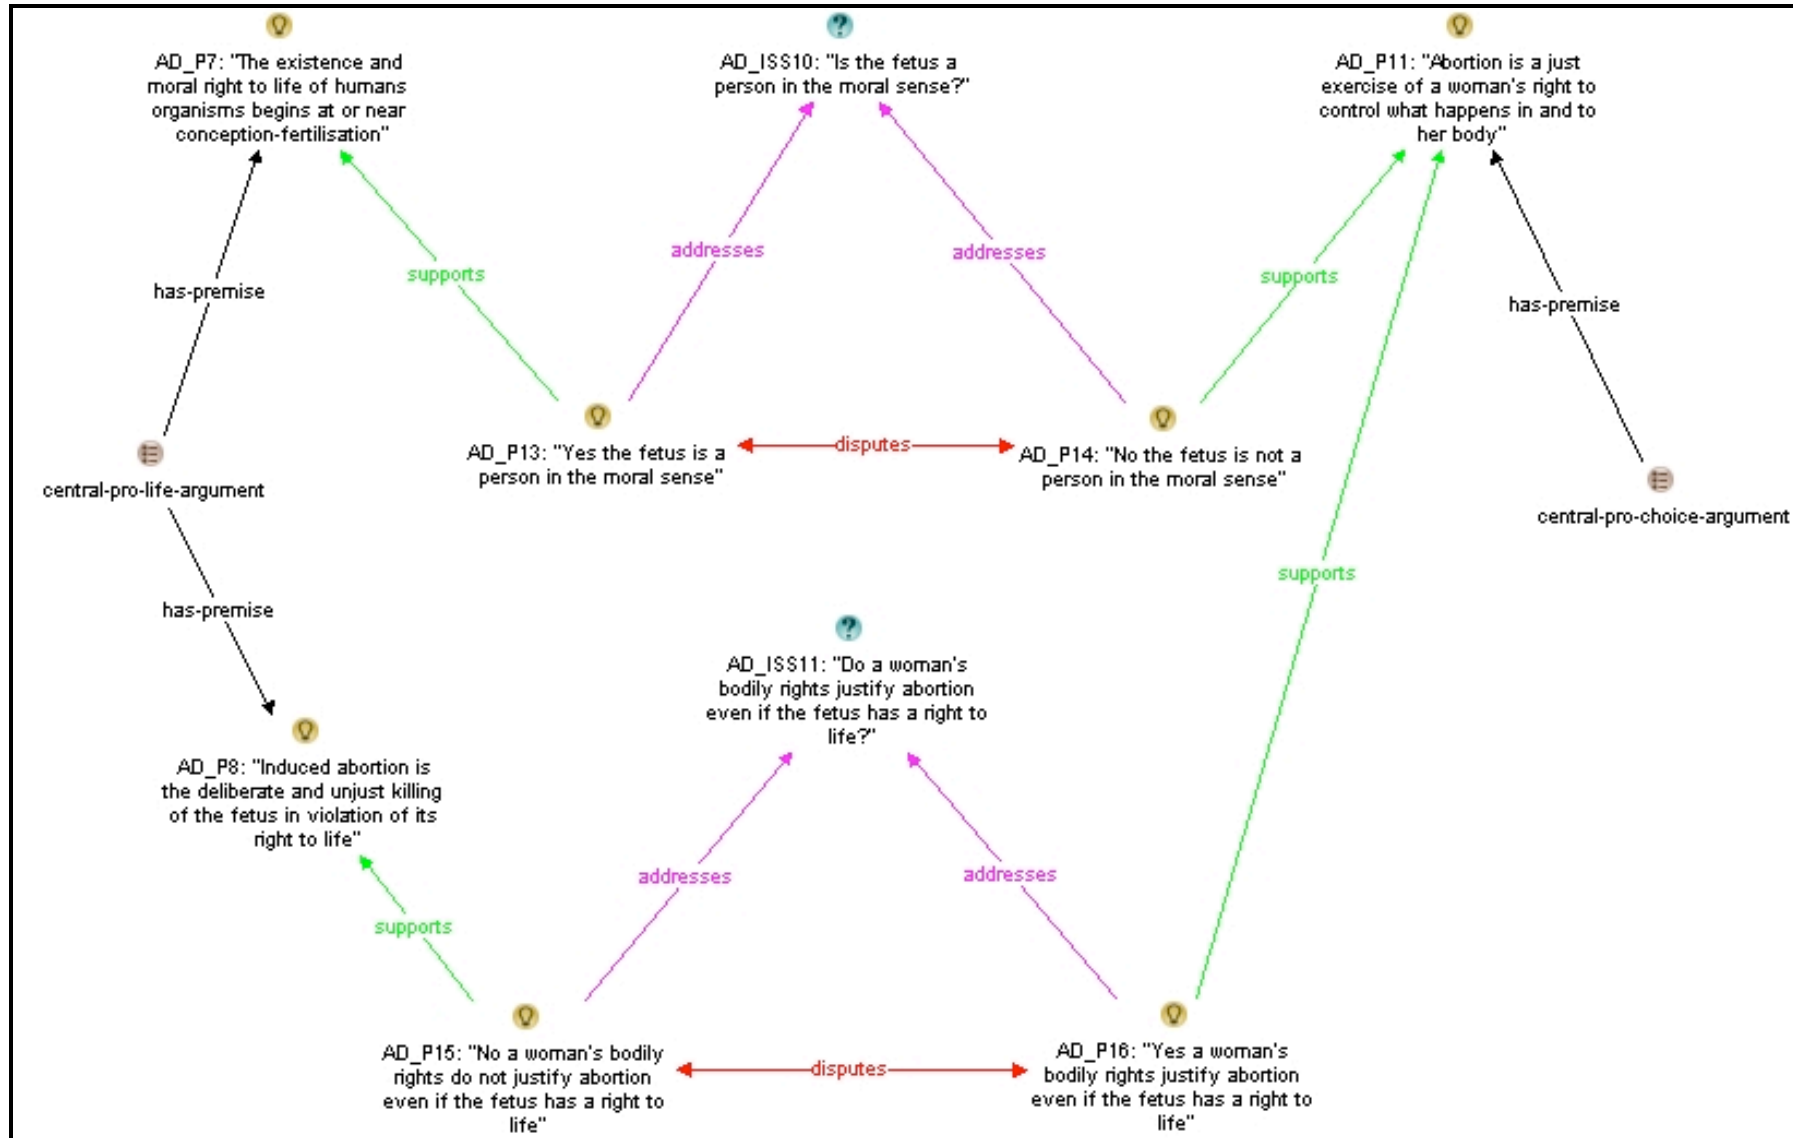 AD_P7: "The existence and
moral right to life of humans
organisms begins at or near
conception-fertilisation"
AD_ISS10: "Is the fetus a
person in the moral sense?"
AD_P11: "Abortion is a just
exercise of a woman's right to
control what happens in and to
her body"
addresses
addresses
supports
supports
has-premise
has-premise
disputes
AD_P13: "Yes the fetus is a
person in the moral sense"
AD_P14: "No the fetus is not a
person in the moral sense"
central-pro-life-argument
central-pro-choice-argument
supports
has-premise
AD_ISS11: "Do a woman's
bodily rights justify abortion
even if the fetus has a right to
life?"
AD_P8: "Induced abortion is
the deliberate and unjust killing
of the fetus in violation of its
right to life"
addresses
addresses
supports
AD_P15: "No a woman's bodily
rights do not justify abortion
even if the fetus has a right to
life"
disputes
AD_P16: "Yes a woman's
bodily rights justify abortion
even if the fetus has a right to
life"